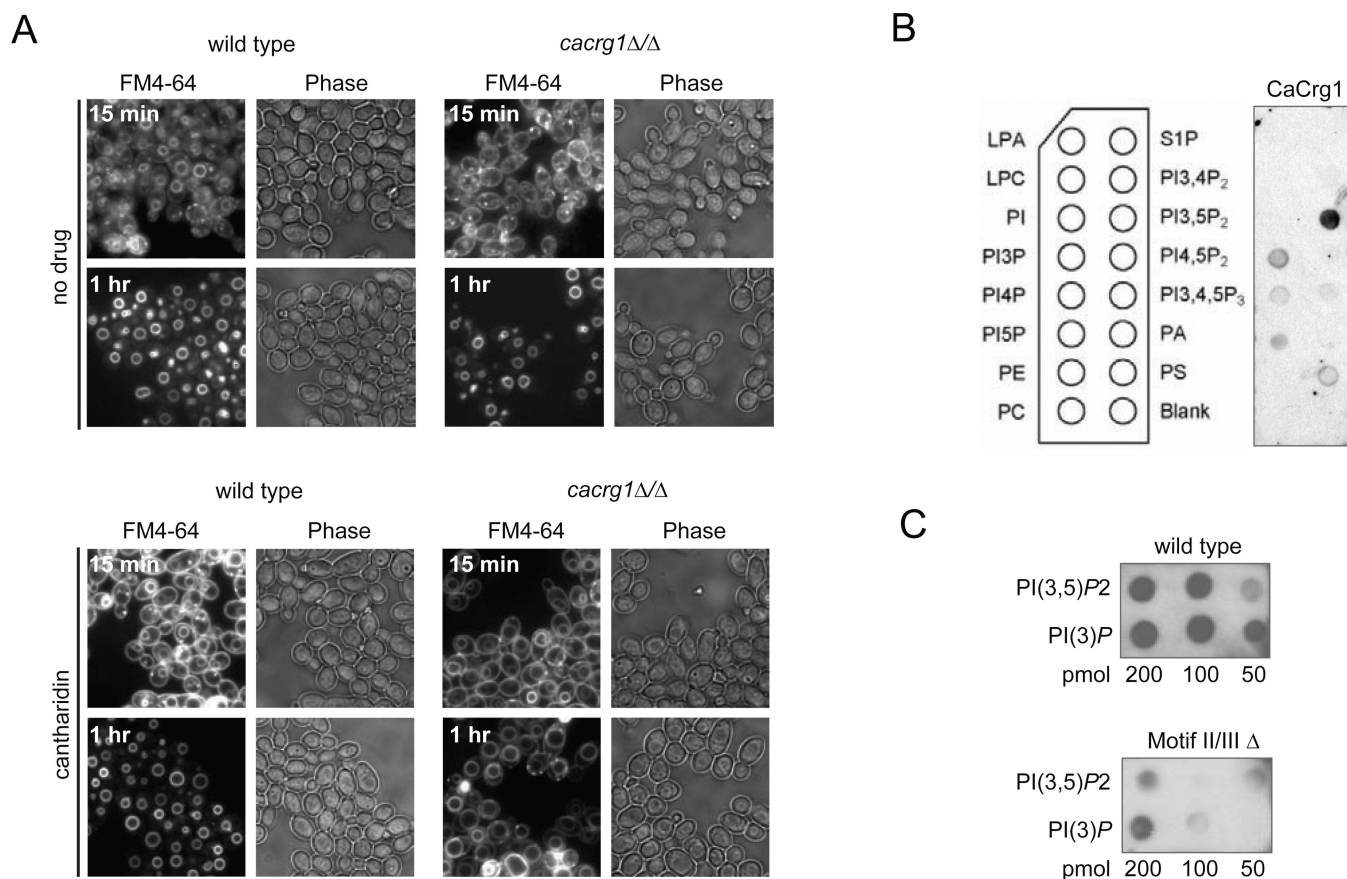 A
wild type
cacrg1Δ/Δ
FM4-64
Phase
FM4-64
Phase
no drug
15 min
15 min
1 hr
1 hr
wild type
cacrg1Δ/Δ
FM4-64
Phase
FM4-64
Phase
cantharidin
15 min
15 min
1 hr
1 hr
B
CaCrg1
LPA
S1P
LPC
PI3,4P2
PI
PI3,5P2
PI3P
PI4,5P2
PI4P
PI3,4,5P3
PI5P
PA
PE
PS
PC
Blank
C
wild type
PI(3,5)P2
PI(3)P
pmol 200 100 50
Motif II/III Δ
PI(3,5)P2
PI(3)P
pmol 200 100 50